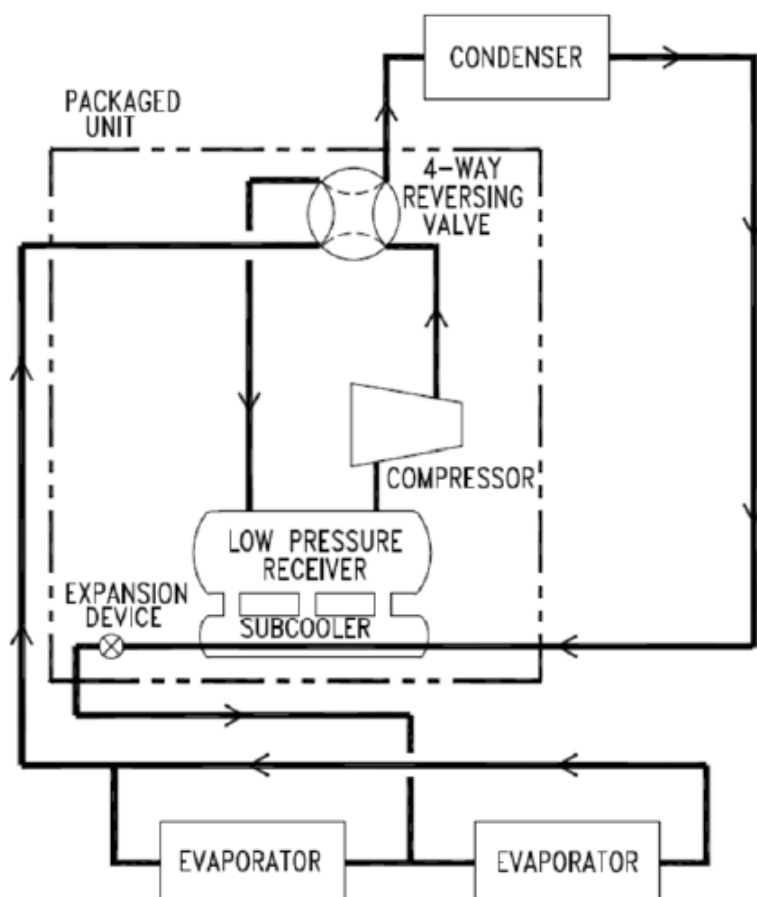 CONDENSER
PACKAGED
UNIT
4-WAY
REVERSING
VALVE
COMPRESSOR
LOW PRESSURE
RECEIVER
EXPANSION
DEVICE
SUBCOOLER
EVAPORATOR
EVAPORATOR